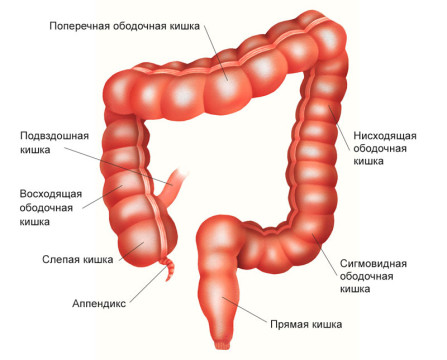 Поперечная ободочная кишка
Подвздошная
кишка
Нисходящая
ободочная
кишка
Восходящая
ободочная
кишка
Слепая кишка
Сигмовидная
ободочная
кишка
Аппендикс
Прямая кишка